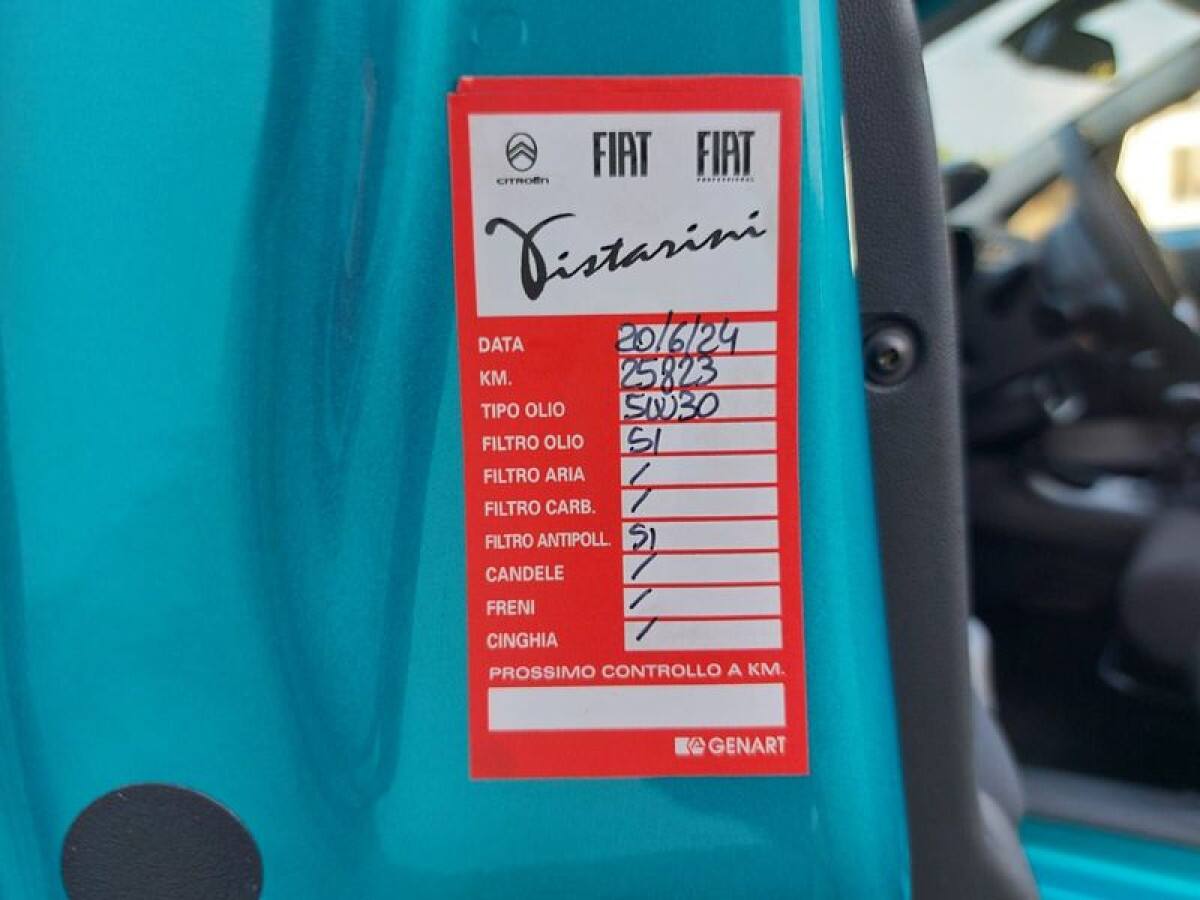 CITROËN FIAT FIAT
PROFESSIONAL
Vistarini
DATA 20/6/24
KM. 25823
TIPO OLIO 5W30
FILTRO OLIO SI
FILTRO ARIA /
FILTRO CARB. /
FILTRO ANTIPOLL. SI
CANDELE /
FRENI /
CINGHIA /
PROSSIMO CONTROLLO A KM.
GENART